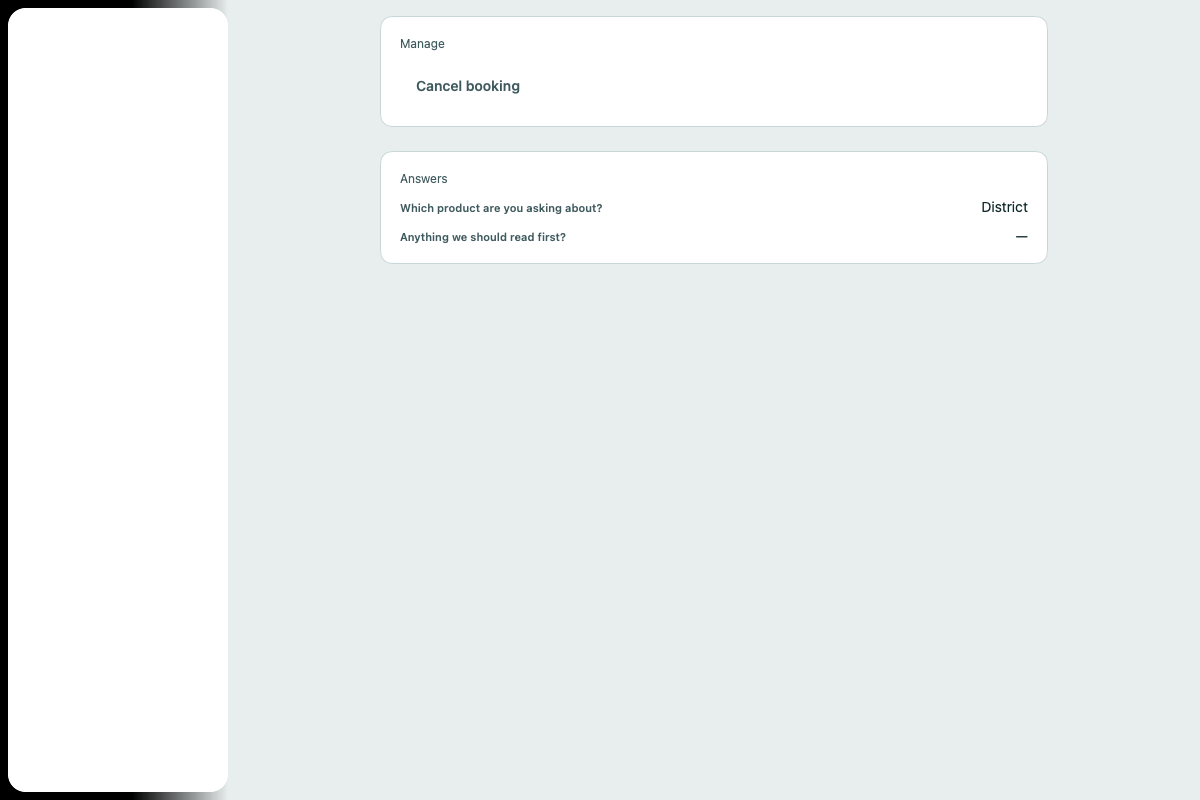 Manage
Cancel booking
Answers
Which product are you asking about?
District
Anything we should read first?
—